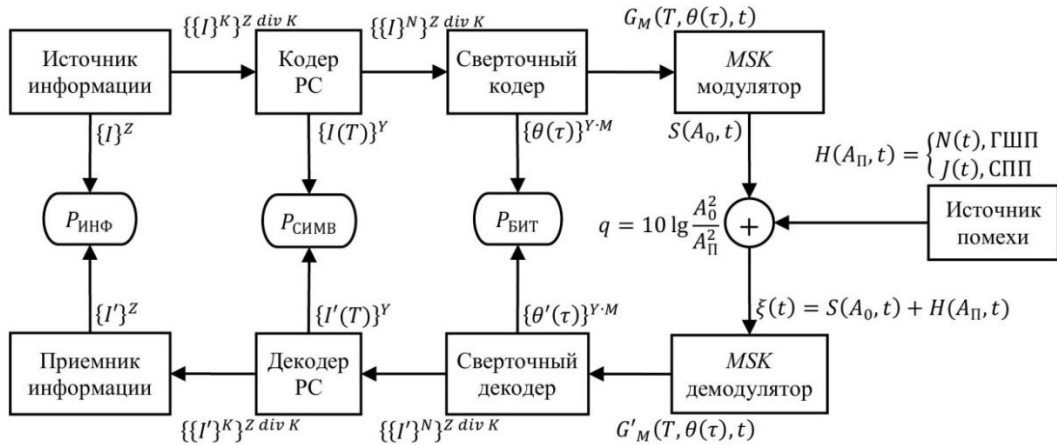 {{I}^K}^{Z div K}
{{I}^N}^{Z div K}
G_M(T, θ(τ), t)
Источник
информации
Кодер
РС
Сверточный
кодер
MSK
модулятор
{I}^Z
{I(T)}^Y
{θ(τ)}^{Y·M}
S(A_0, t)
H(A_П, t) = {N(t), ГШП
J(t), СПП
P_ИНФ
P_СИМВ
P_БИТ
q = 10 lg A_0^2/A_П^2
+
Источник
помехи
{I′}^Z
{I′(T)}^Y
{θ′(τ)}^{Y·M}
ξ(t) = S(A_0, t) + H(A_П, t)
Приемник
информации
Декодер
РС
Сверточный
декодер
MSK
демодулятор
{{I′}^K}^{Z div K}
{{I′}^N}^{Z div K}
G′_M(T, θ(τ), t)